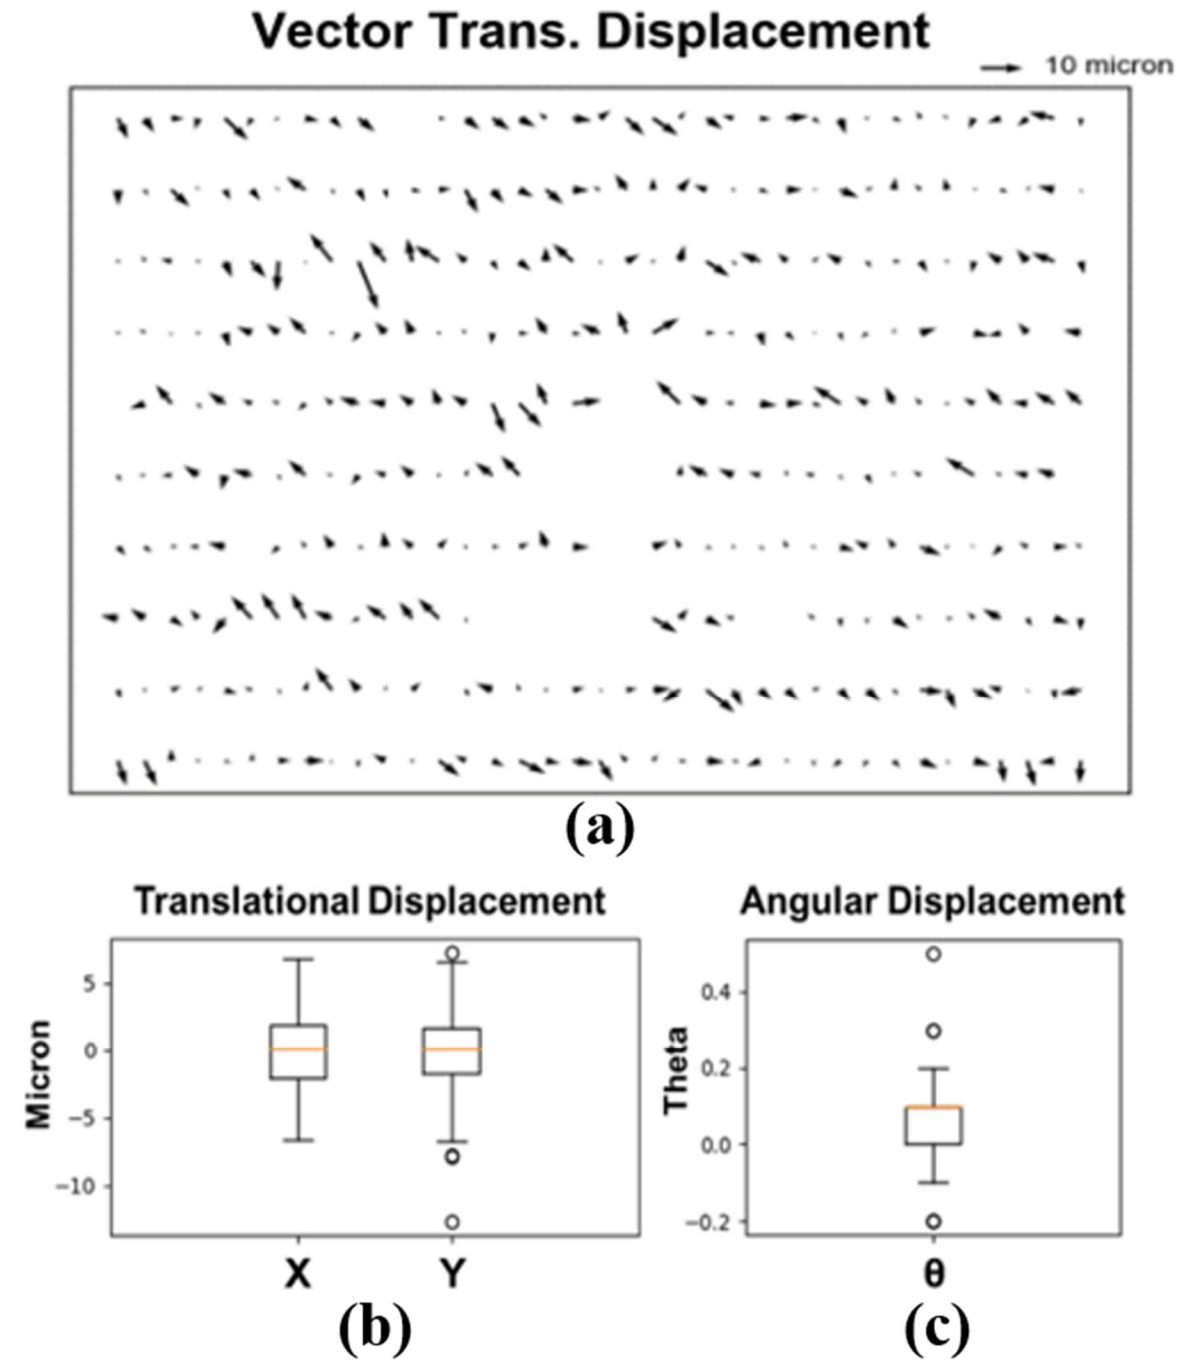 Vector Trans. Displacement
10 micron
(a)
Translational Displacement
Angular Displacement
Micron
5
0
−5
−10
X
Y
Theta
0.4
0.2
0.0
−0.2
θ
(b)
(c)